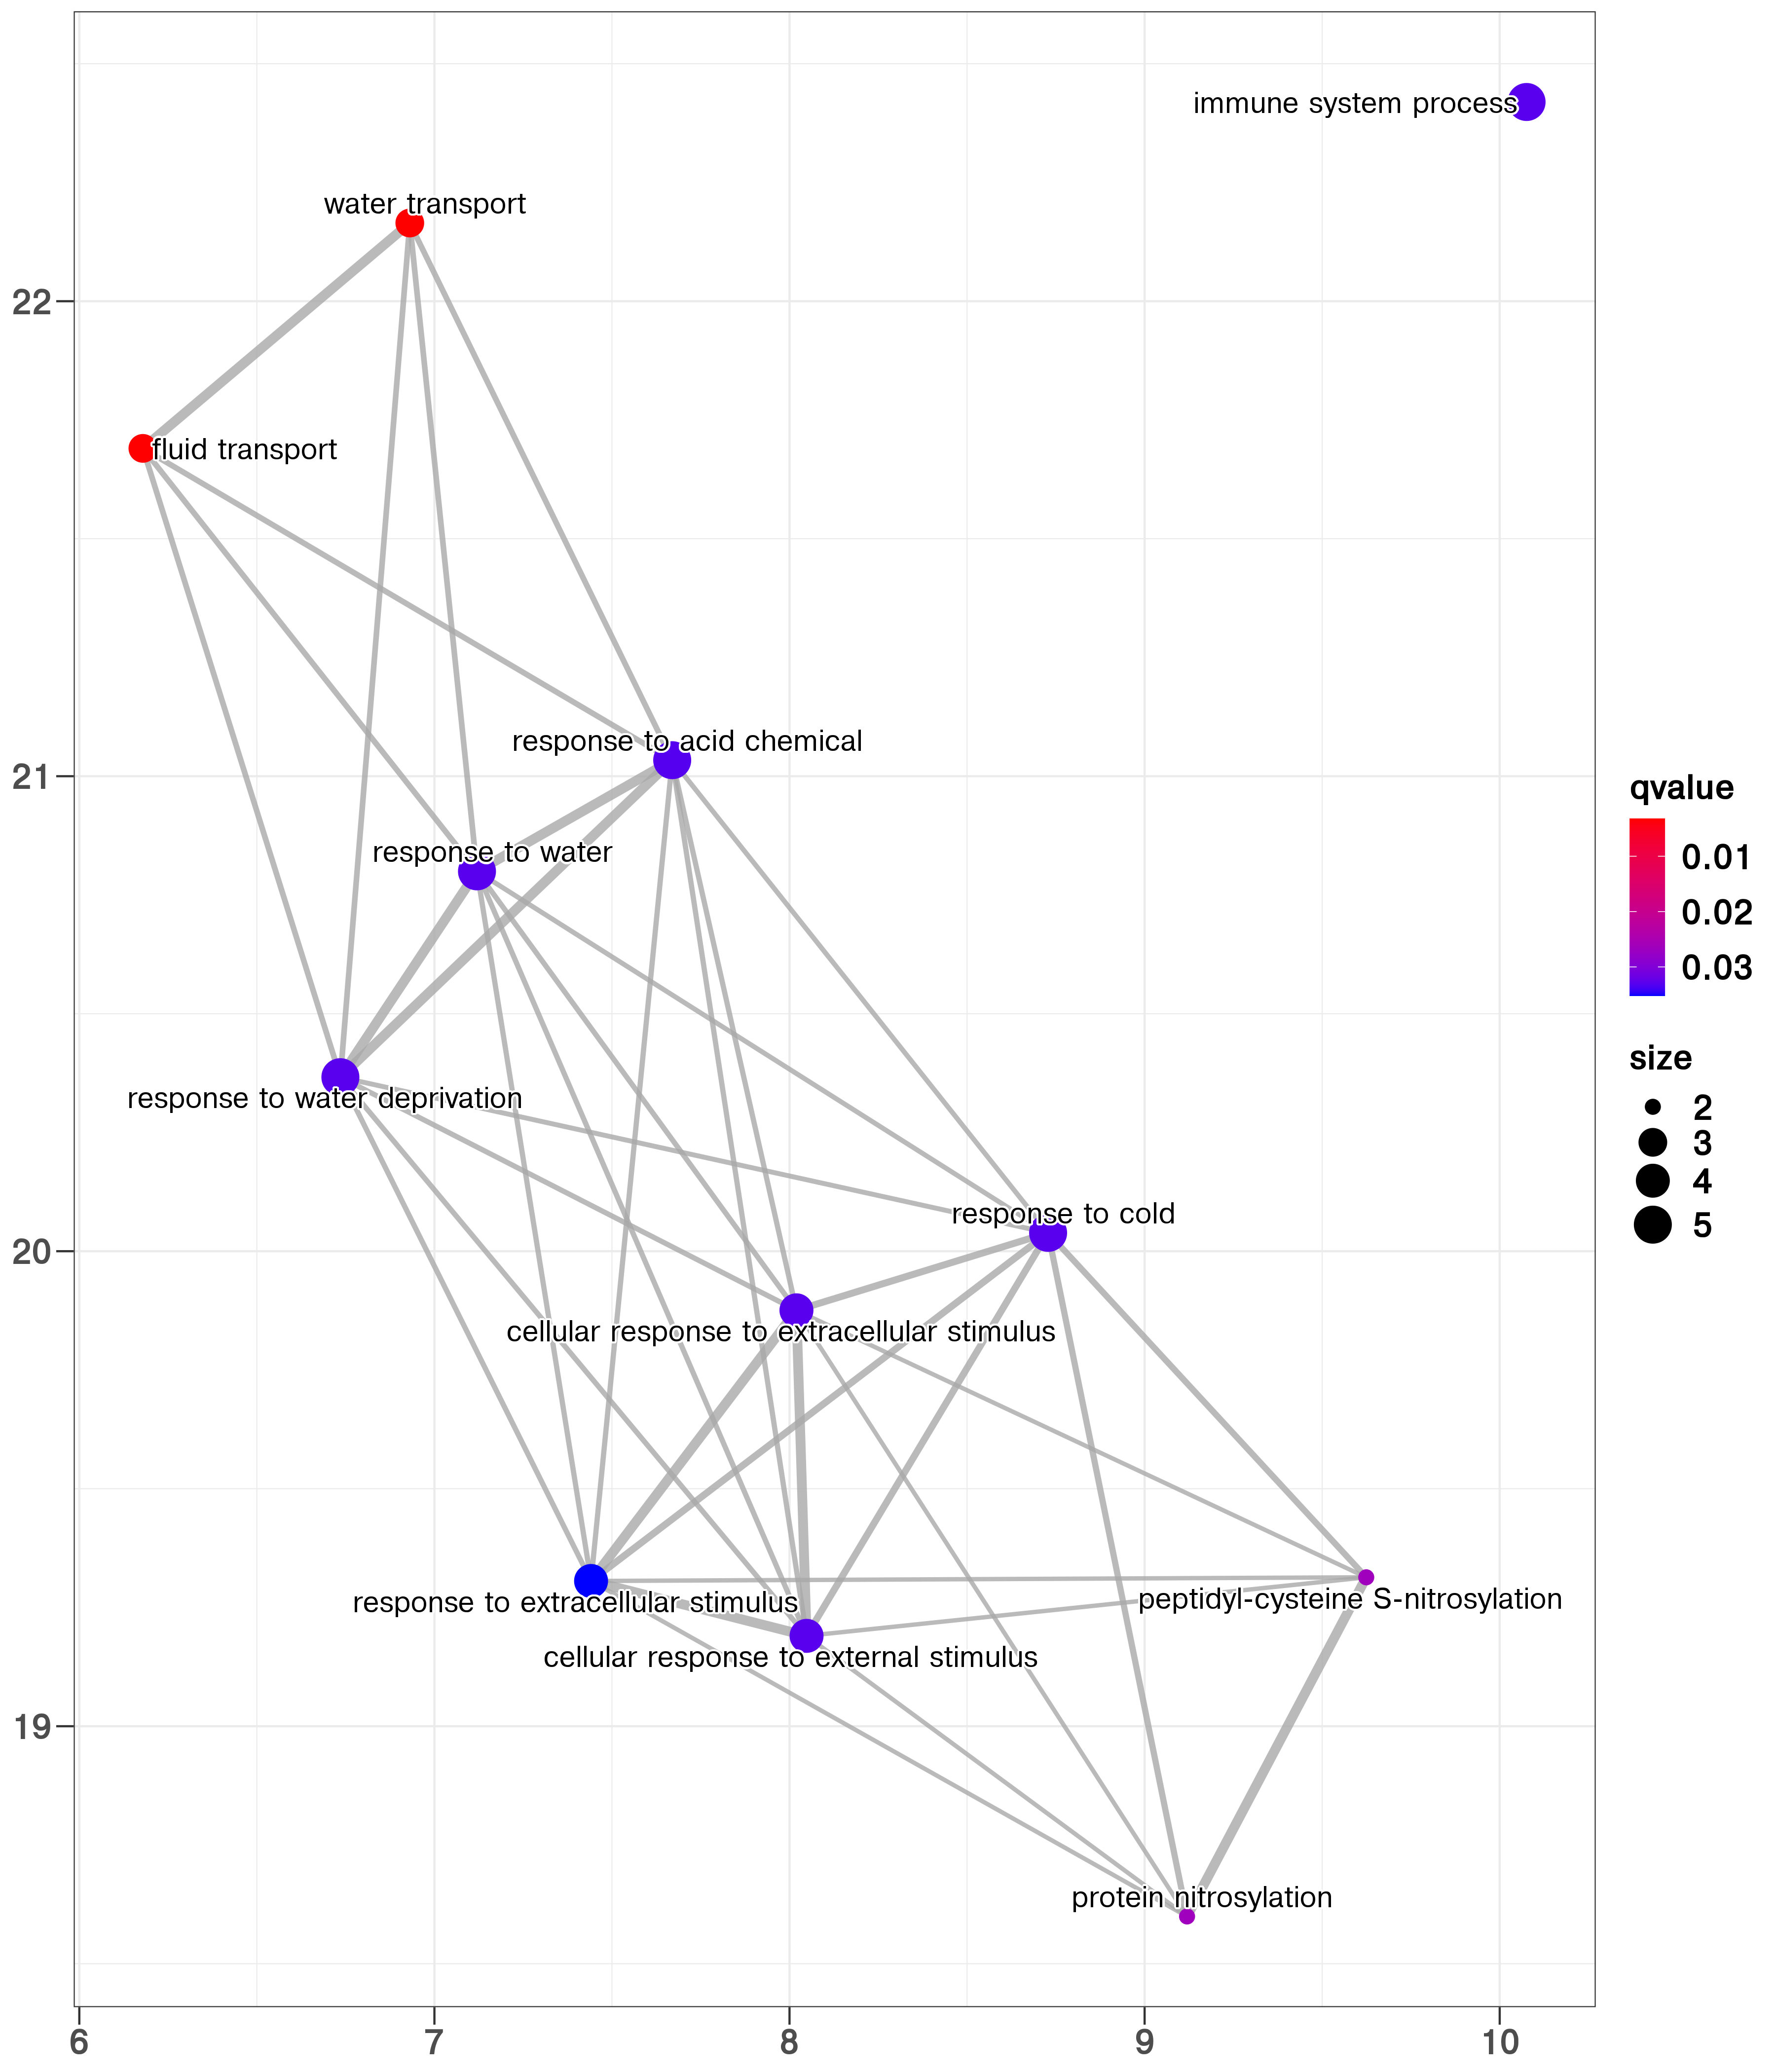 immune system process
water transport
22
fluid transport
response to acid chemical
21
response to water
response to water deprivation
response to cold
20
cellular response to extracellular stimulus
response to extracellular stimulus
peptidyl-cysteine S-nitrosylation
cellular response to external stimulus
19
protein nitrosylation
6 7 8 9 10
qvalue
0.01
0.02
0.03
size
2
3
4
5